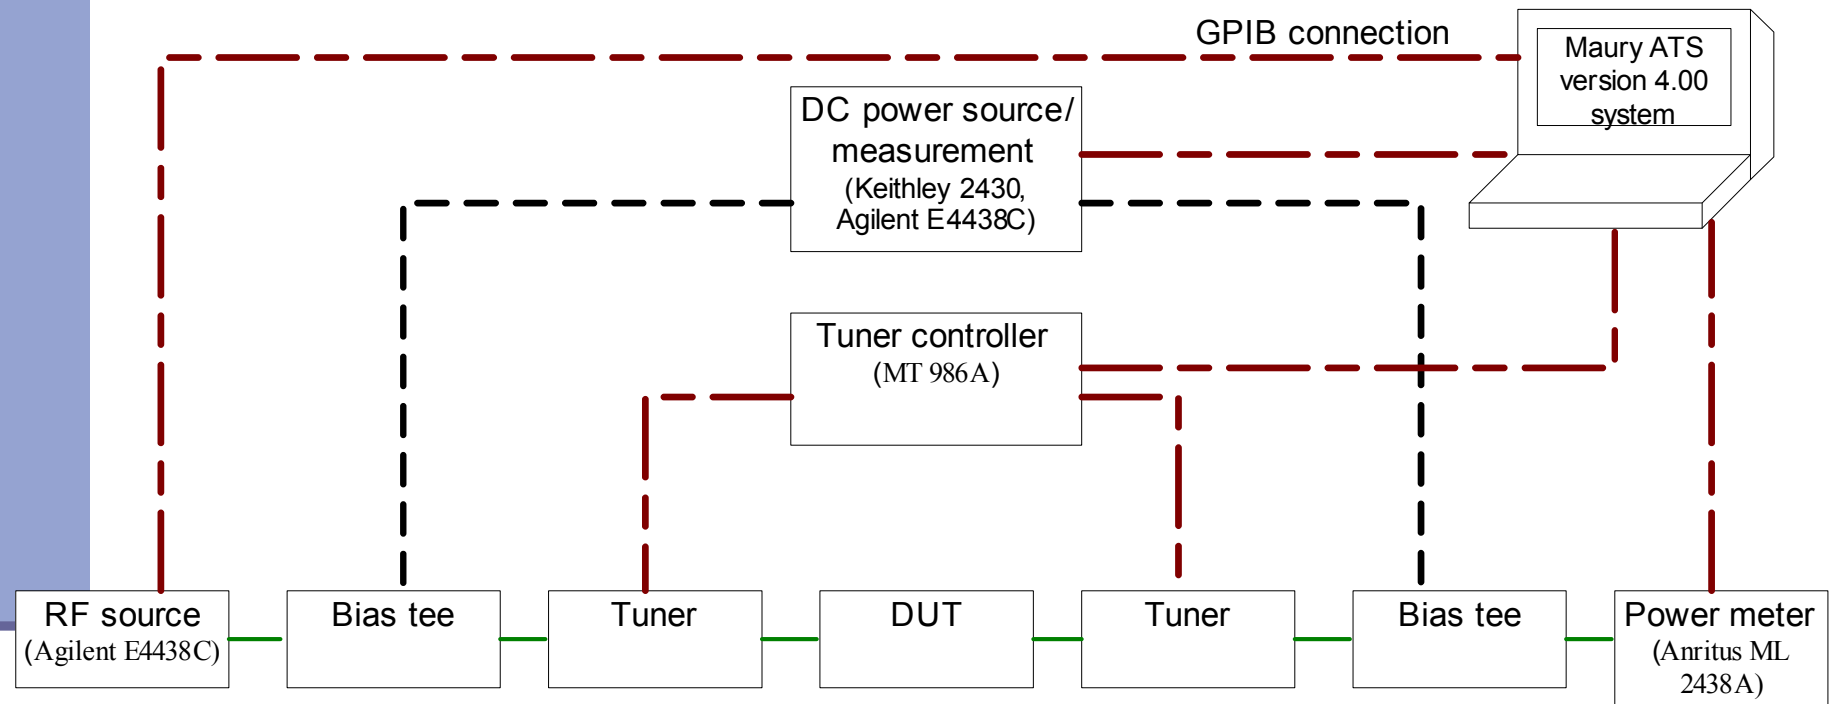 GPIB connection
Maury ATS
version 4.00
system
DC power source/
measurement
(Keithley 2430,
Agilent E4438C)
Tuner controller
(MT 986A)
RF source
(Agilent E4438C)
Bias tee
Tuner
DUT
Tuner
Bias tee
Power meter
(Anritus ML
2438A)